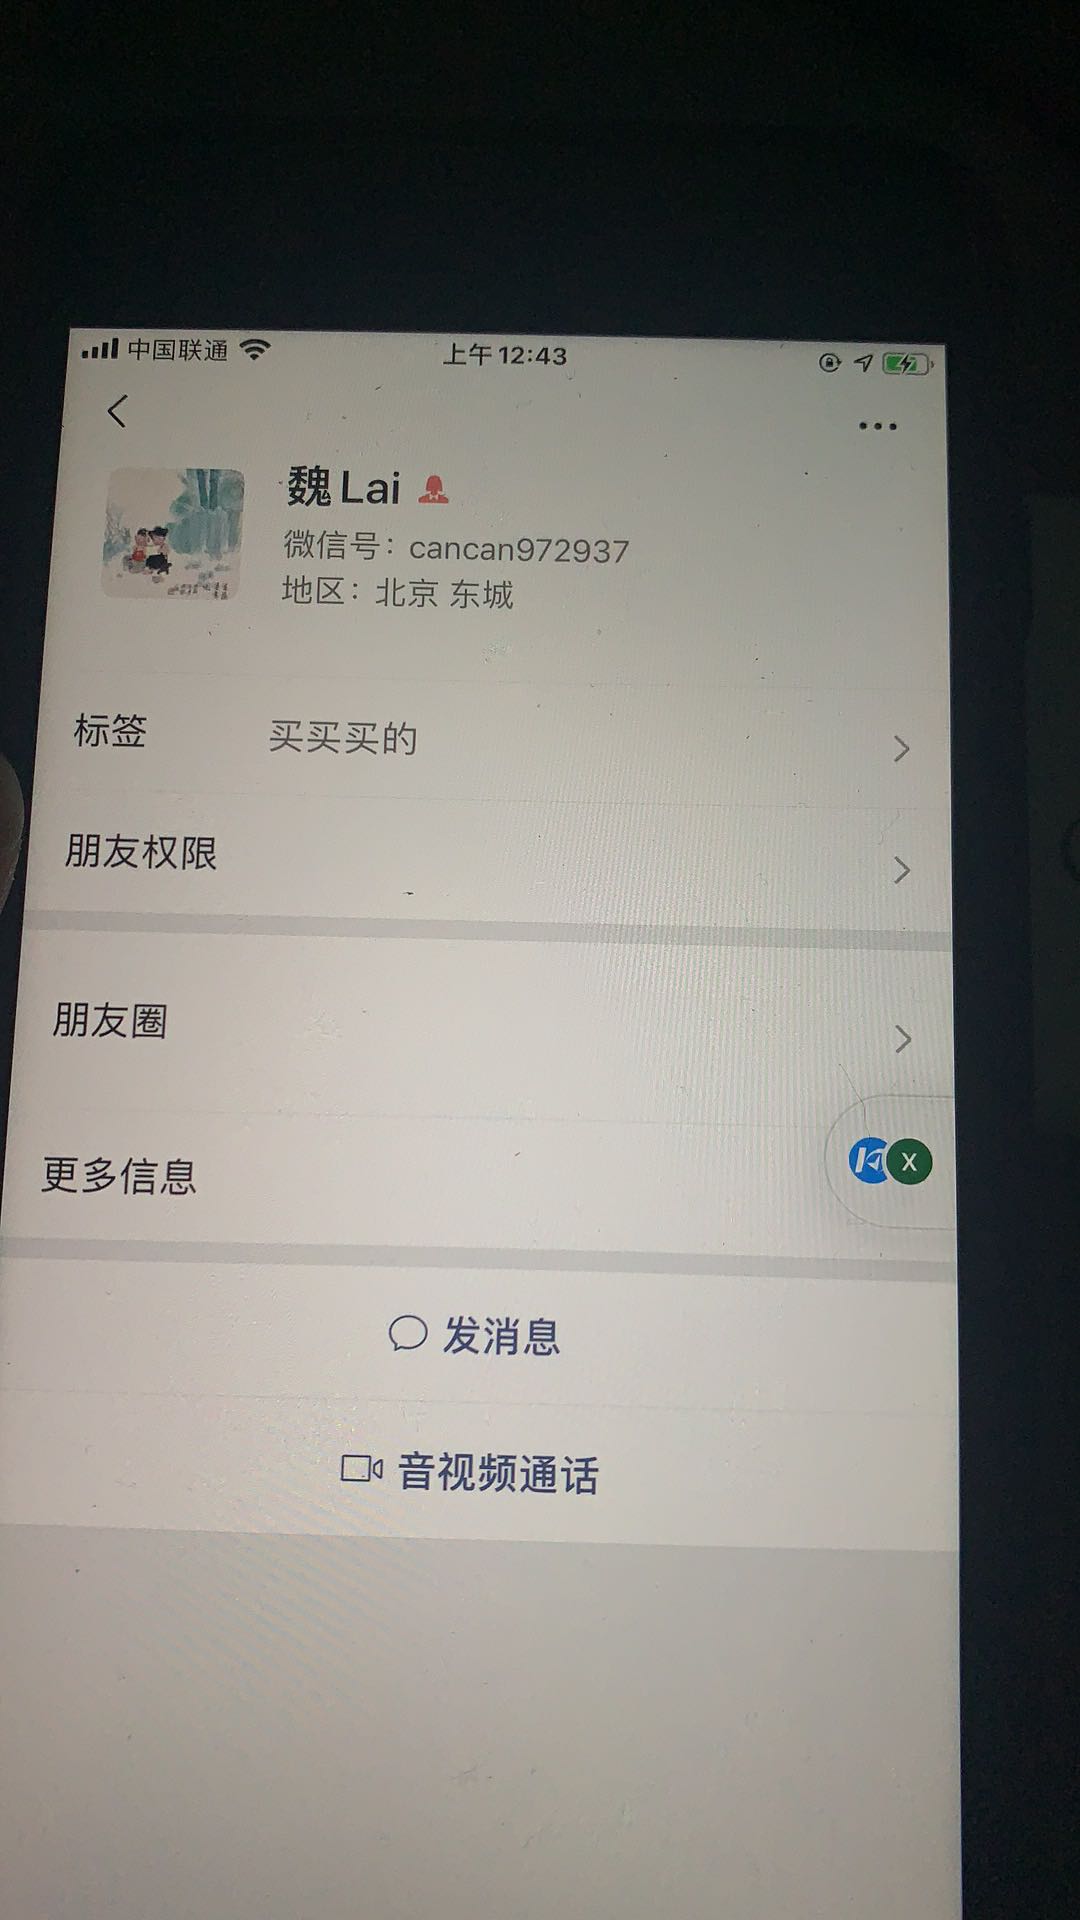 中国联通
上午12:43
魏Lai
微信号：cancan972937
地区：北京 东城
标签 买买买的
朋友权限
朋友圈
更多信息
X
发消息
音视频通话